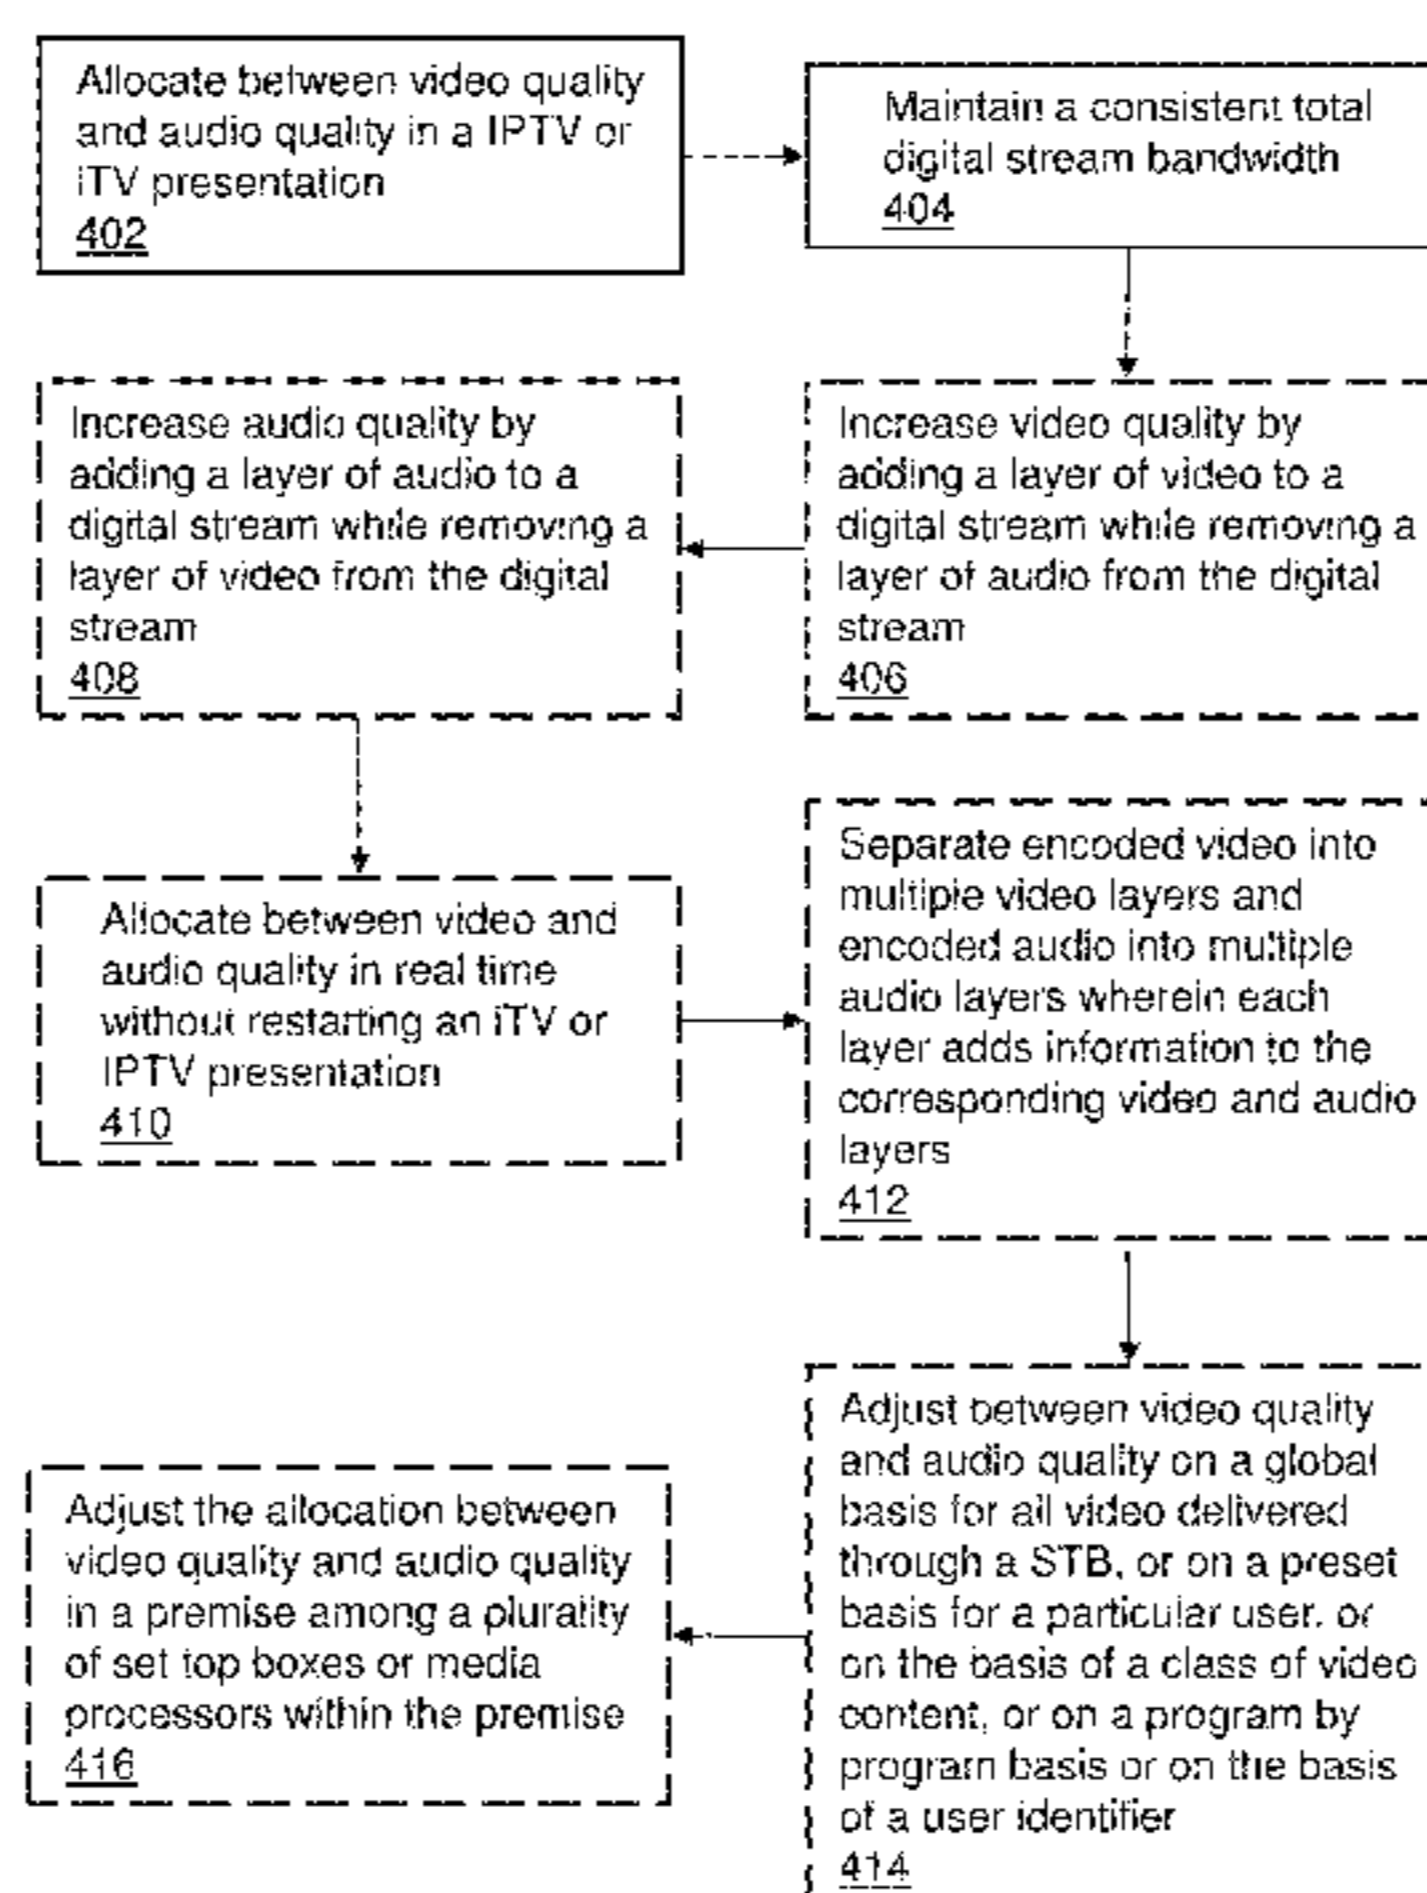 Allocate between video quality
and audio quality in a IPTV or
iTV presentation
402
Maintain a consistent total
digital stream bandwidth
404
Increase video quality by
adding a layer of video to a
digital stream while removing a
layer of audio from the digital
stream
406
Increase audio quality by
adding a layer of audio to a
digital stream while removing a
layer of video from the digital
stream
408
Allocate between video and
audio quality in real time
without restarting an iTV or
IPTV presentation
410
Separate encoded video into
multiple video layers and
encoded audio into multiple
audio layers wherein each
layer adds information to the
corresponding video and audio
layers
412
Adjust between video quality
and audio quality on a global
basis for all video delivered
through a STB, or on a preset
basis for a particular user, or
on the basis of a class of video
content, or on a program by
program basis or on the basis
of a user identifier
414
Adjust the allocation between
video quality and audio quality
in a premise among a plurality
of set top boxes or media
processors within the premise
416